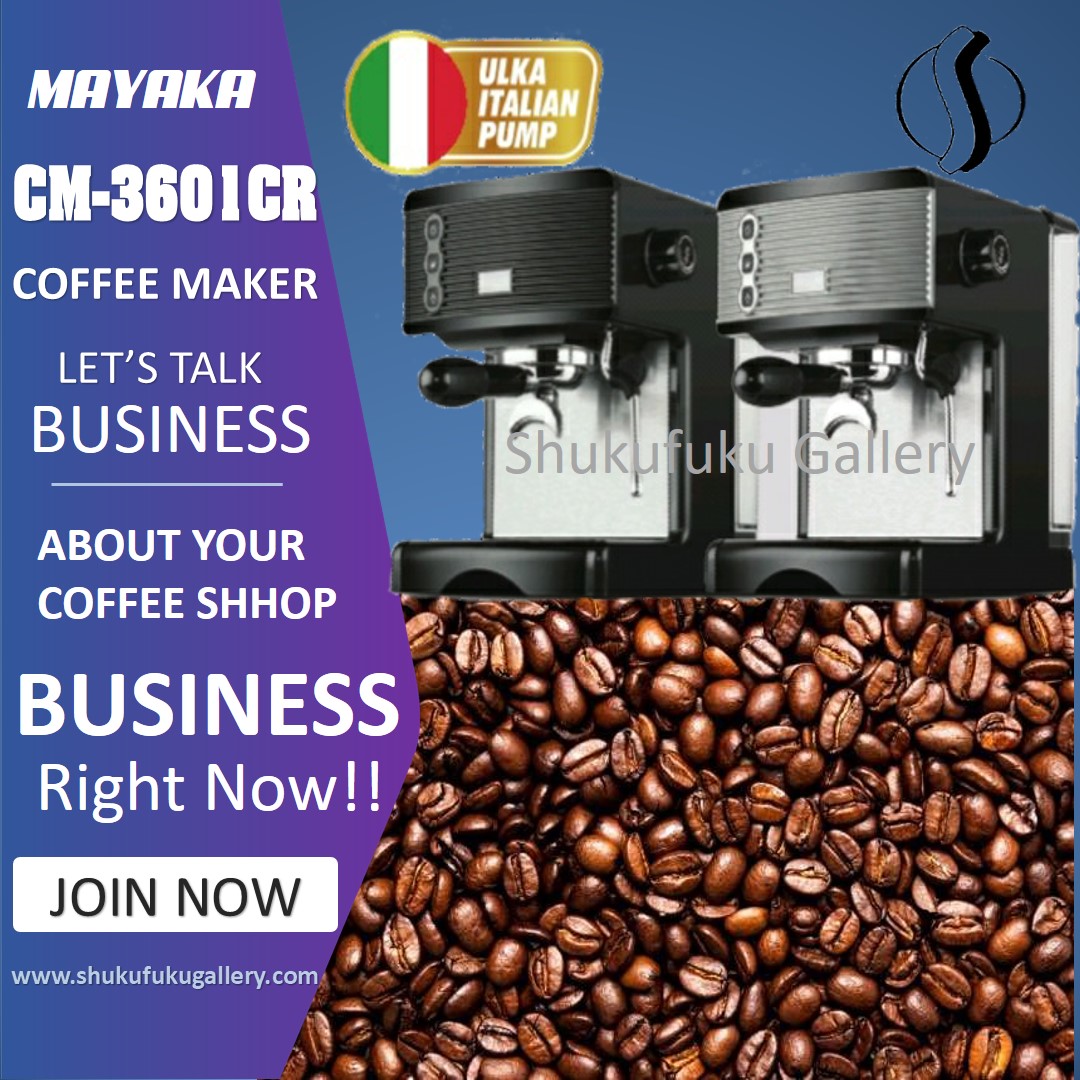 MAYAKA
CM-3601CR
COFFEE MAKER
LET'S TALK
BUSINESS
ABOUT YOUR
COFFEE SHHOP
BUSINESS
Right Now!!
JOIN NOW
www.shukufukugallery.com
ULKA
ITALIAN
PUMP
Shukufuku Gallery